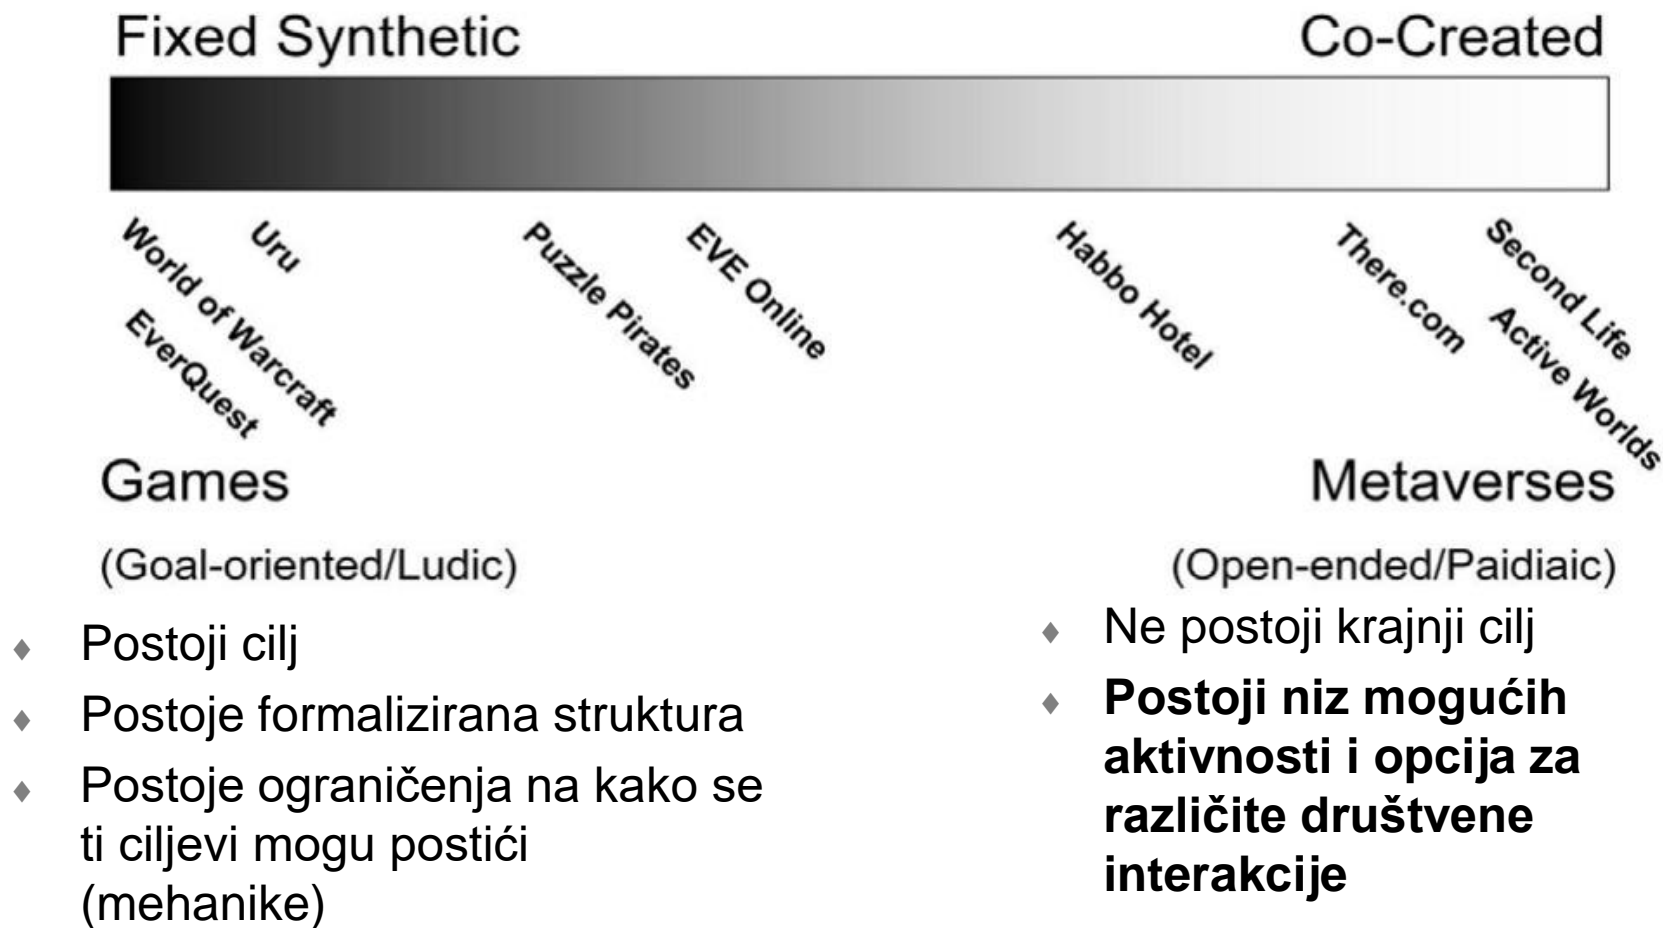 Fixed Synthetic
Co-Created
World of Warcraft
EverQuest
Uru
Puzzle Pirates
EVE Online
Habbo Hotel
There.com
Second Life
Active Worlds
Games
(Goal-oriented/Ludic)
Postoji cilj
Postoje formalizirana struktura
Postoje ograničenja na kako se
ti ciljevi mogu postići
(mehanike)
Metaverses
(Open-ended/Paidiaic)
Ne postoji krajnji cilj
Postoji niz mogućih
aktivnosti i opcija za
različite društvene
interakcije